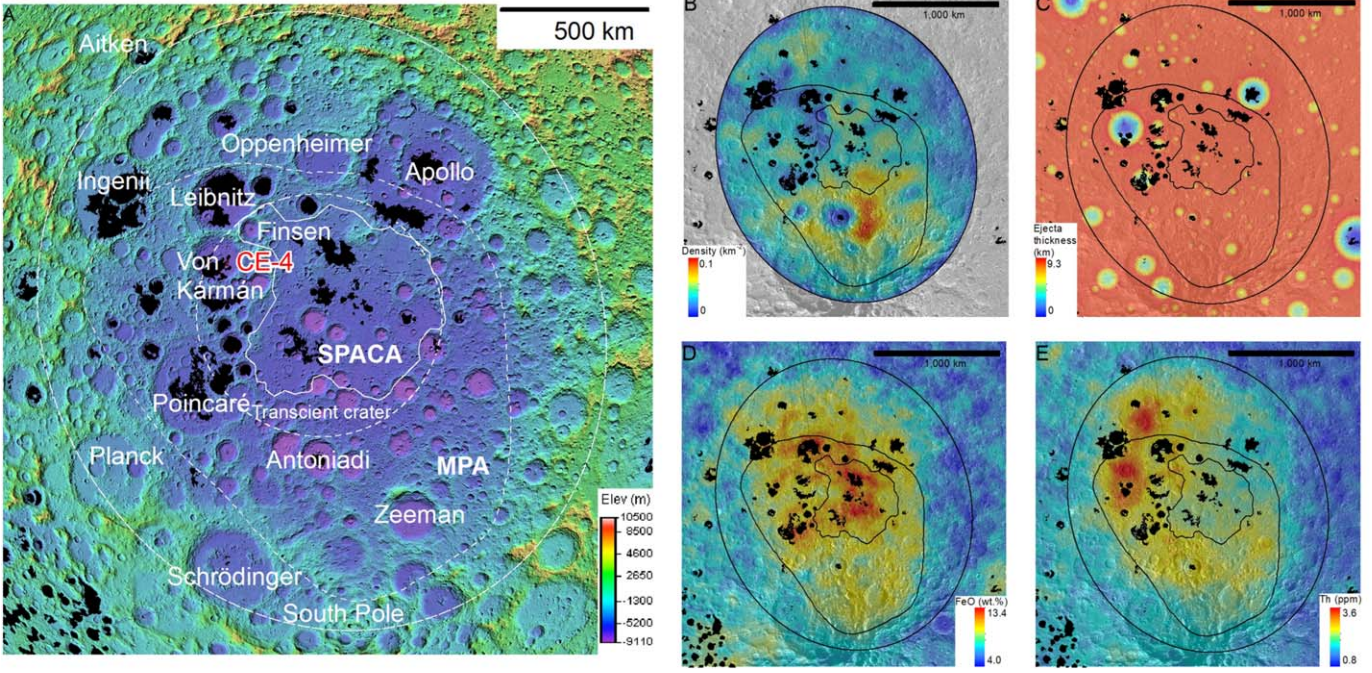 A
500 km
Aitken
Oppenheimer
Apollo
Ingenii
Leibnitz
Finsen
Von
Kármán
CE-4
SPACA
Poincaré
Transcient crater
Planck
Antoniadi
MPA
Zeeman
Schrödinger
South Pole
Elev (m)
10500
8500
4600
2650
-1300
-5200
-9110
B
1,000 km
Density (km⁻²)
0.1
0
C
1,000 km
Ejecta
thickness
(km)
9.3
0
D
1,000 km
FeO (wt.%)
13.4
4.0
E
1,000 km
Th (ppm)
3.6
0.8